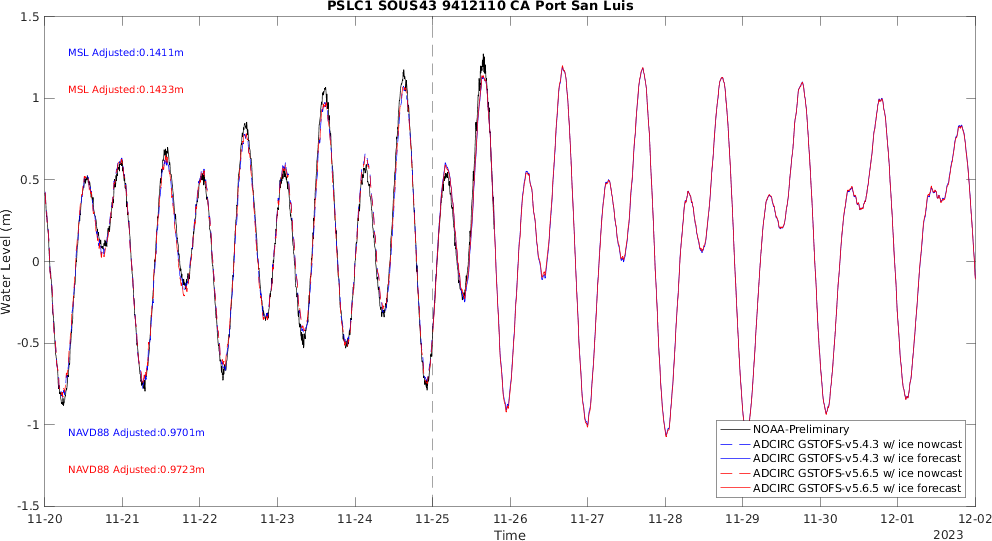 PSLC1 SOUS43 9412110 CA Port San Luis
1.5
1
0.5
0
-0.5
-1
-1.5
Water Level (m)
MSL Adjusted:0.1411m
MSL Adjusted:0.1433m
NAVD88 Adjusted:0.9701m
NAVD88 Adjusted:0.9723m
NOAA-Preliminary
ADCIRC GSTOFS-v5.4.3 w/ ice nowcast
ADCIRC GSTOFS-v5.4.3 w/ ice forecast
ADCIRC GSTOFS-v5.6.5 w/ ice nowcast
ADCIRC GSTOFS-v5.6.5 w/ ice forecast
11-20 11-21 11-22 11-23 11-24 11-25 11-26 11-27 11-28 11-29 11-30 12-01 12-02
Time
2023